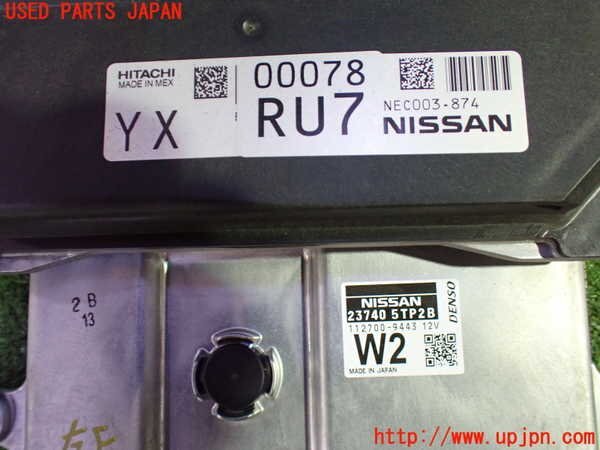 USED PARTS JAPAN
HITACHI
MADE IN MEX
00078
YX
RU7
NEC003-874
NISSAN
2 B
13
NISSAN
23740 5TP2B
112700-9443 12V
W2
DENSO
MADE IN JAPAN
http://www.upjpn.com